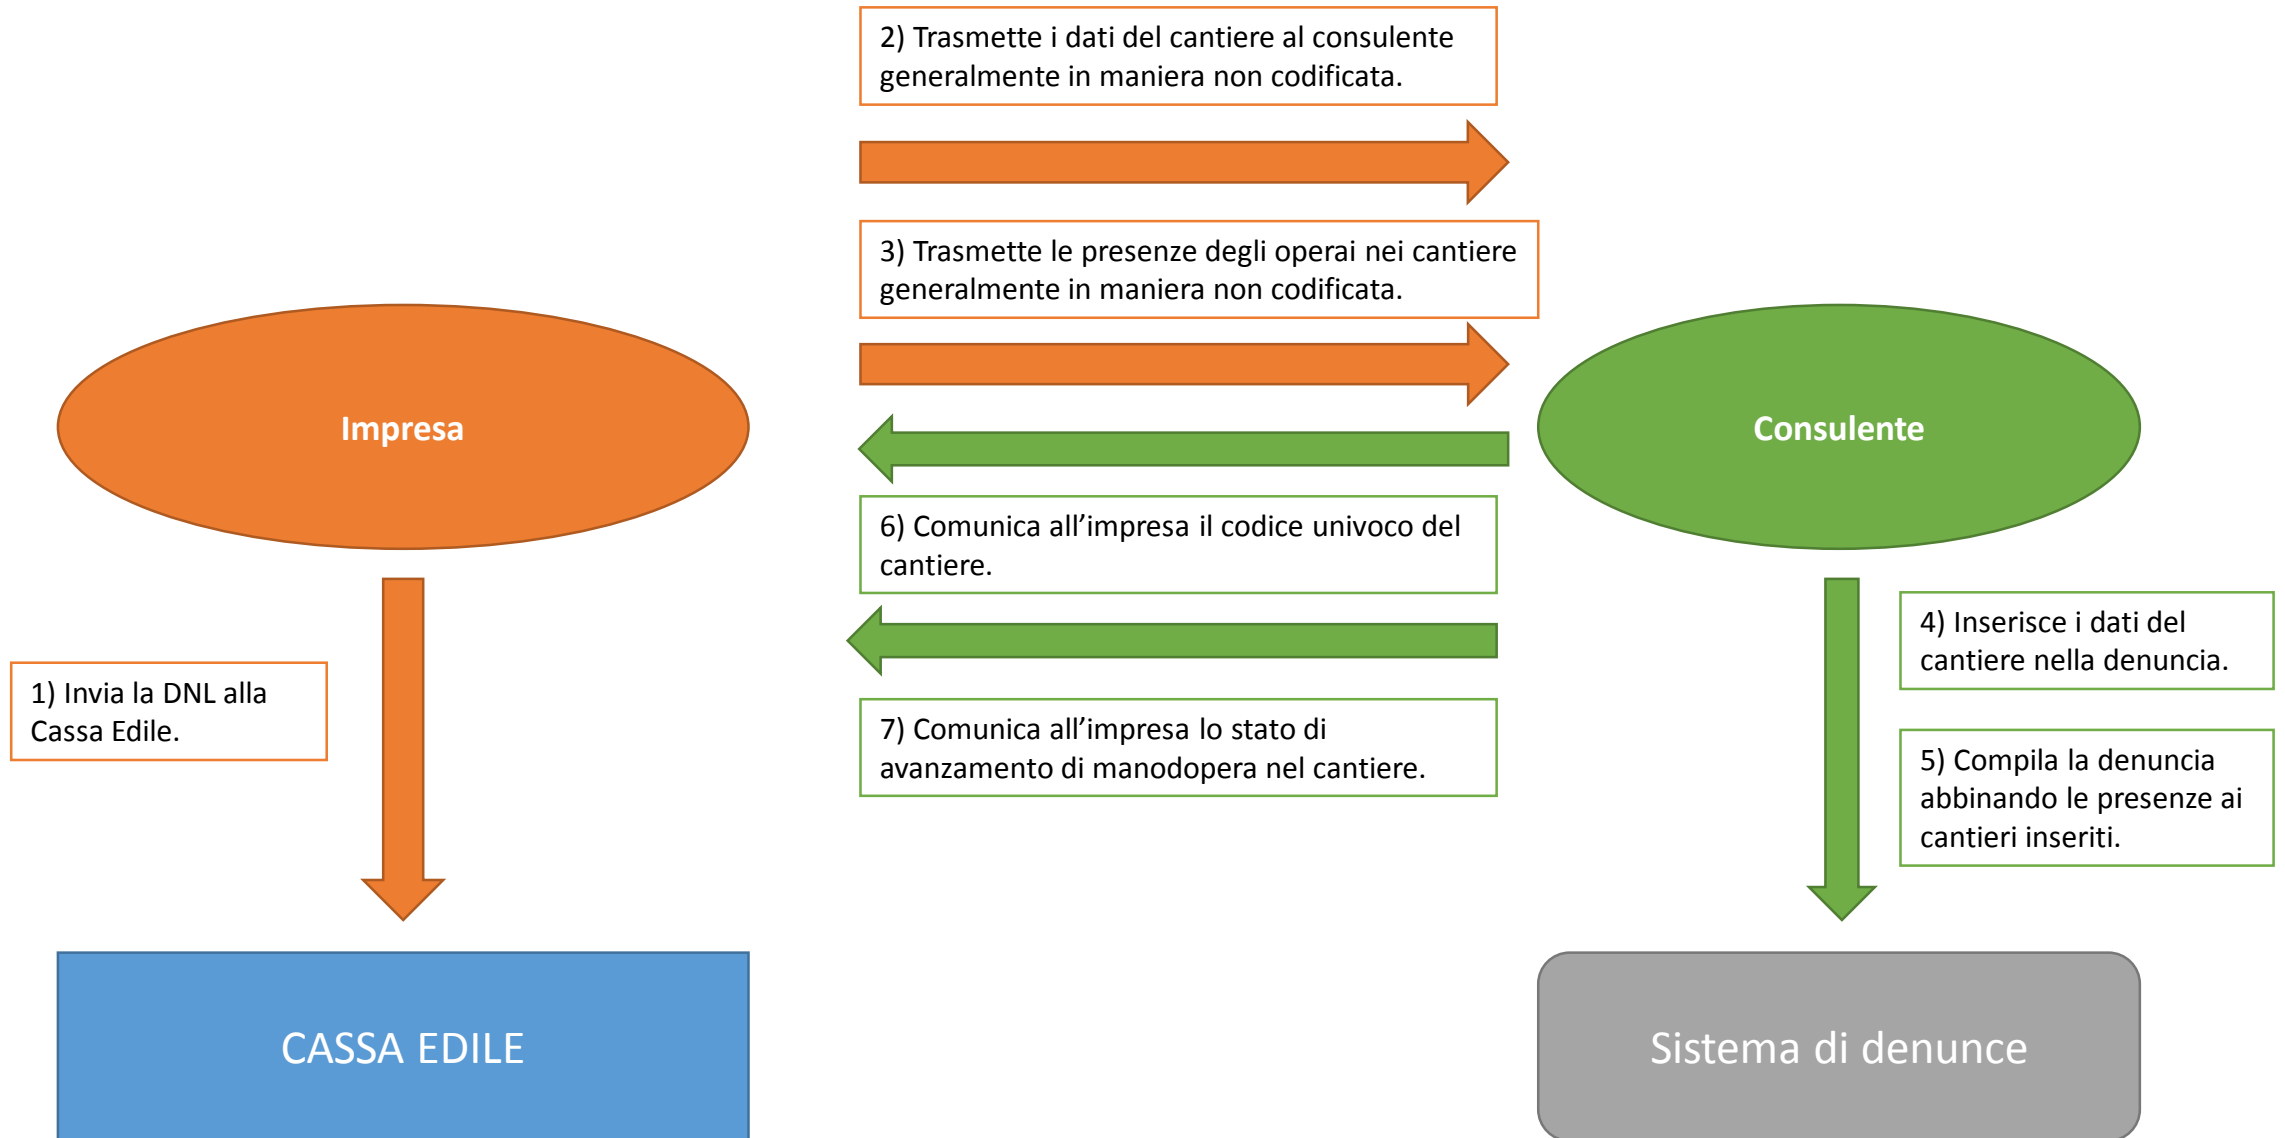 2) Trasmette i dati del cantiere al consulente
generalmente in maniera non codificata.
3) Trasmette le presenze degli operai nei cantiere
generalmente in maniera non codificata.
Impresa
Consulente
6) Comunica all’impresa il codice univoco del
cantiere.
4) Inserisce i dati del
cantiere nella denuncia.
1) Invia la DNL alla
Cassa Edile.
7) Comunica all’impresa lo stato di
avanzamento di manodopera nel cantiere.
5) Compila la denuncia
abbinando le presenze ai
cantieri inseriti.
CASSA EDILE
Sistema di denunce